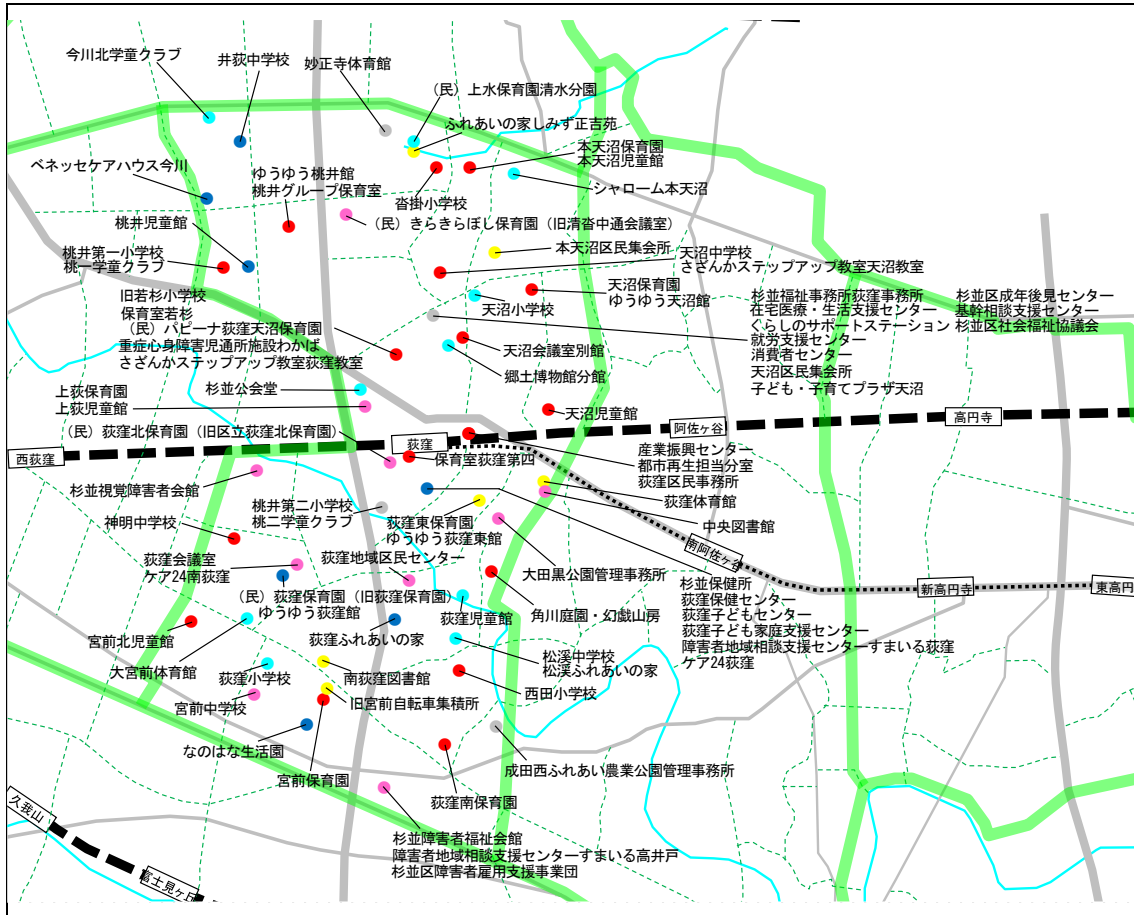 今川北学童クラブ
井荻中学校
妙正寺体育館
（民）上水保育園清水分園
ふれあいの家しみず正吉苑
本天沼保育園
本天沼児童館
ベネッセケアハウス今川
ゆうゆう桃井館
桃井グループ保育室
沓掛小学校
シャローム本天沼
桃井児童館
（民）きらきらぼし保育園（旧清沓中通会議室）
本天沼区民集会所
桃井第一小学校
桃一学童クラブ
天沼中学校
さざんかステップアップ教室天沼教室
天沼保育園
ゆうゆう天沼館
天沼小学校
旧若杉小学校
保育室若杉
（民）パピーナ荻窪天沼保育園
重症心身障害児通所施設わかば
さざんかステップアップ教室荻窪教室
杉並福祉事務所荻窪事務所
在宅医療・生活支援センター
くらしのサポートステーション
就労支援センター
消費者センター
天沼区民集会所
子ども・子育てプラザ天沼
杉並区成年後見センター
基幹相談支援センター
杉並区社会福祉協議会
天沼会議室別館
郷土博物館分館
上荻保育園
上荻児童館
杉並公会堂
天沼児童館
（民）荻窪北保育園（旧区立荻窪北保育園）
西荻窪
荻窪
阿佐ヶ谷
高円寺
保育室荻窪第四
産業振興センター
都市再生担当分室
荻窪区民事務所
荻窪体育館
中央図書館
杉並視覚障害者会館
桃井第二小学校
桃二学童クラブ
荻窪東保育園
ゆうゆう荻窪東館
神明中学校
南阿佐ヶ谷
荻窪会議室
ケア24南荻窪
荻窪地域区民センター
大田黒公園管理事務所
新高円寺
東高円
杉並保健所
荻窪保健センター
荻窪子どもセンター
荻窪子ども家庭支援センター
障害者地域相談支援センターすまいる荻窪
ケア24荻窪
（民）荻窪保育園（旧荻窪保育園）
ゆうゆう荻窪館
荻窪児童館
角川庭園・幻戯山房
宮前北児童館
荻窪ふれあいの家
大宮前体育館
荻窪小学校
南荻窪図書館
松溪中学校
松溪ふれあいの家
西田小学校
宮前中学校
旧宮前自転車集積所
なのはな生活園
宮前保育園
成田西ふれあい農業公園管理事務所
荻窪南保育園
久我山
杉並障害者福祉会館
障害者地域相談支援センターすまいる高井戸
杉並区障害者雇用支援事業団
富士見ヶ丘